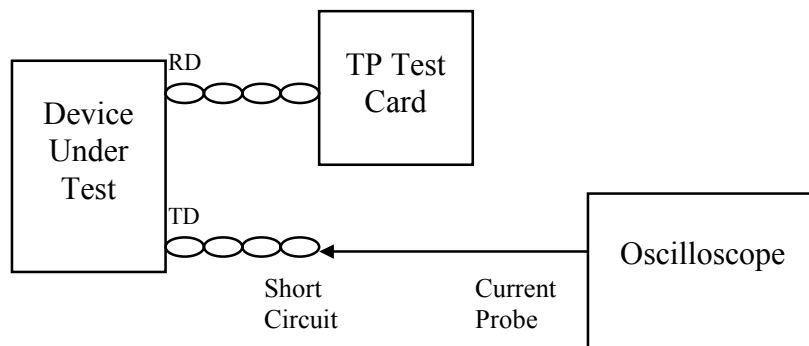 RD
TP Test
Card
Device
Under
Test
TD
Oscilloscope
Short
Circuit
Current
Probe